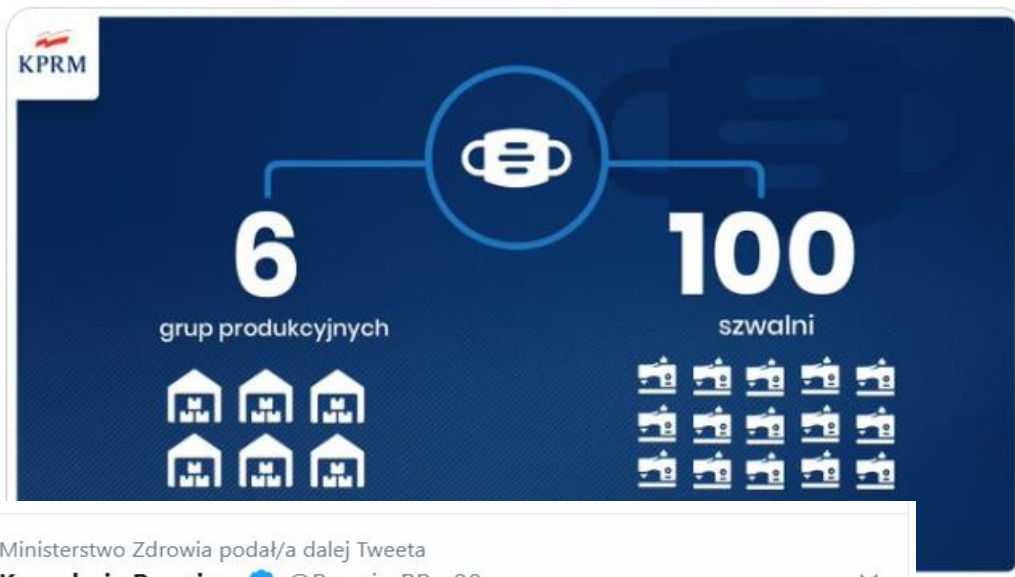 KPRM
6
grup produkcyjnych
100
szwalni
Ministerstwo Zdrowia podał/a dalej Tweeta